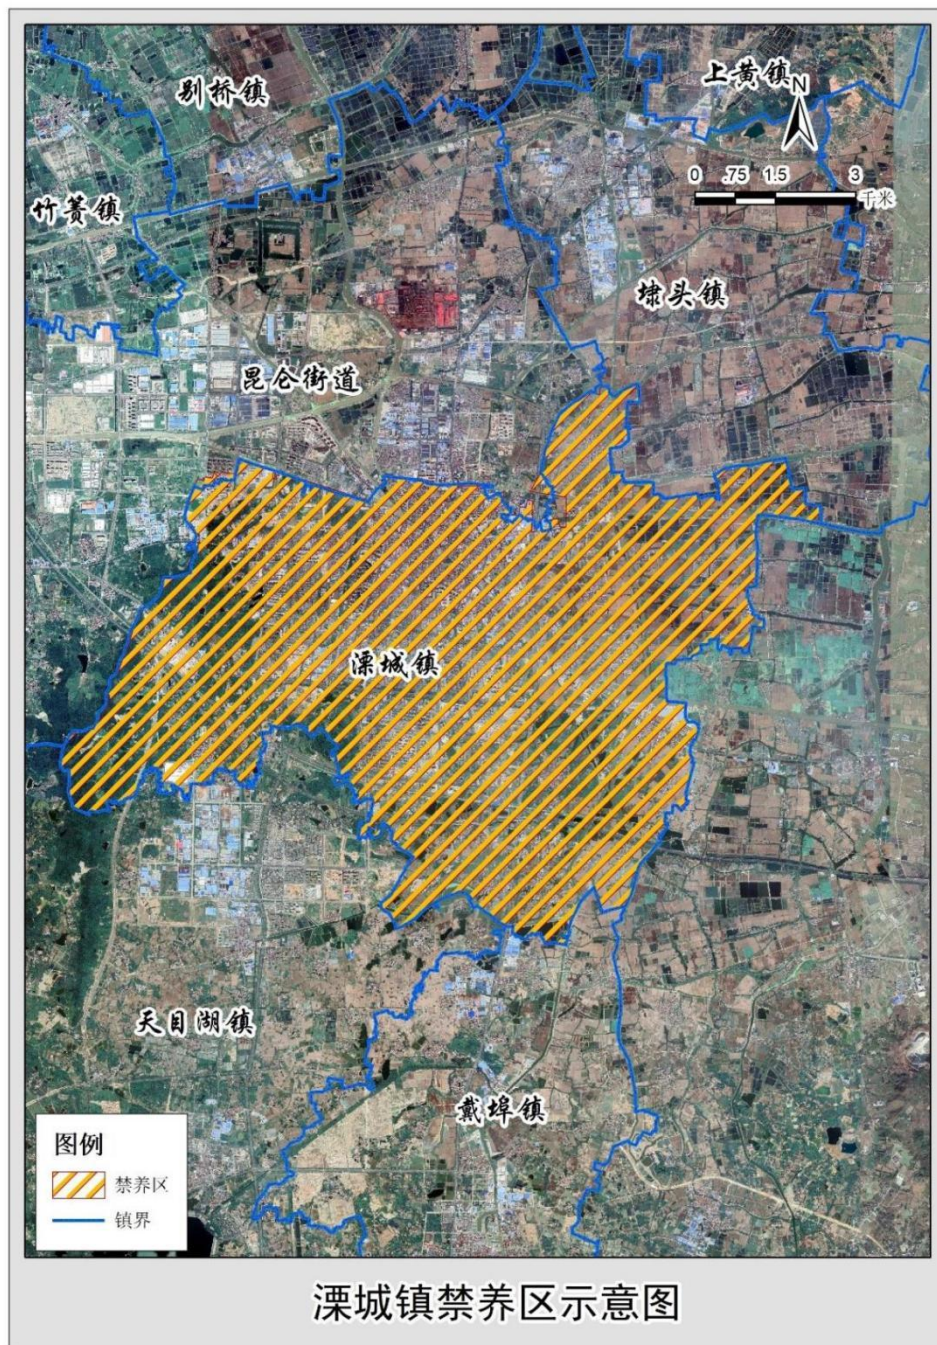 别桥镇
上黄镇
N
0 .75 1.5 3
千米
竹箦镇
埭头镇
昆仑街道
溧城镇
天目湖镇
戴埠镇
图例
禁养区
镇界
溧城镇禁养区示意图